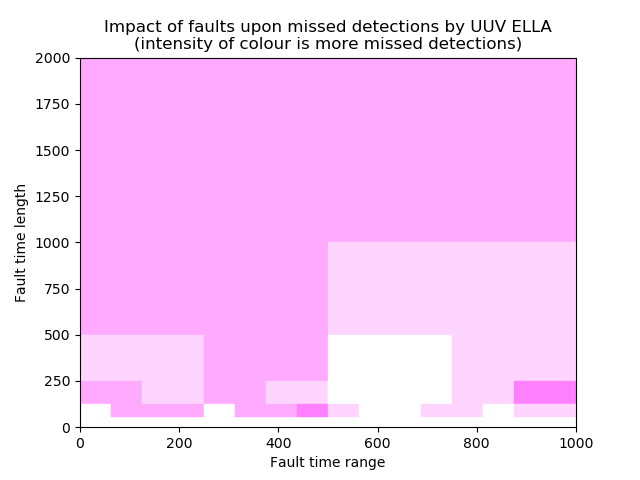 Impact of faults upon missed detections by UUV ELLA
(intensity of colour is more missed detections)
2000
1750
1500
1250
1000
750
500
250
0
Fault time length
0 200 400 600 800 1000
Fault time range